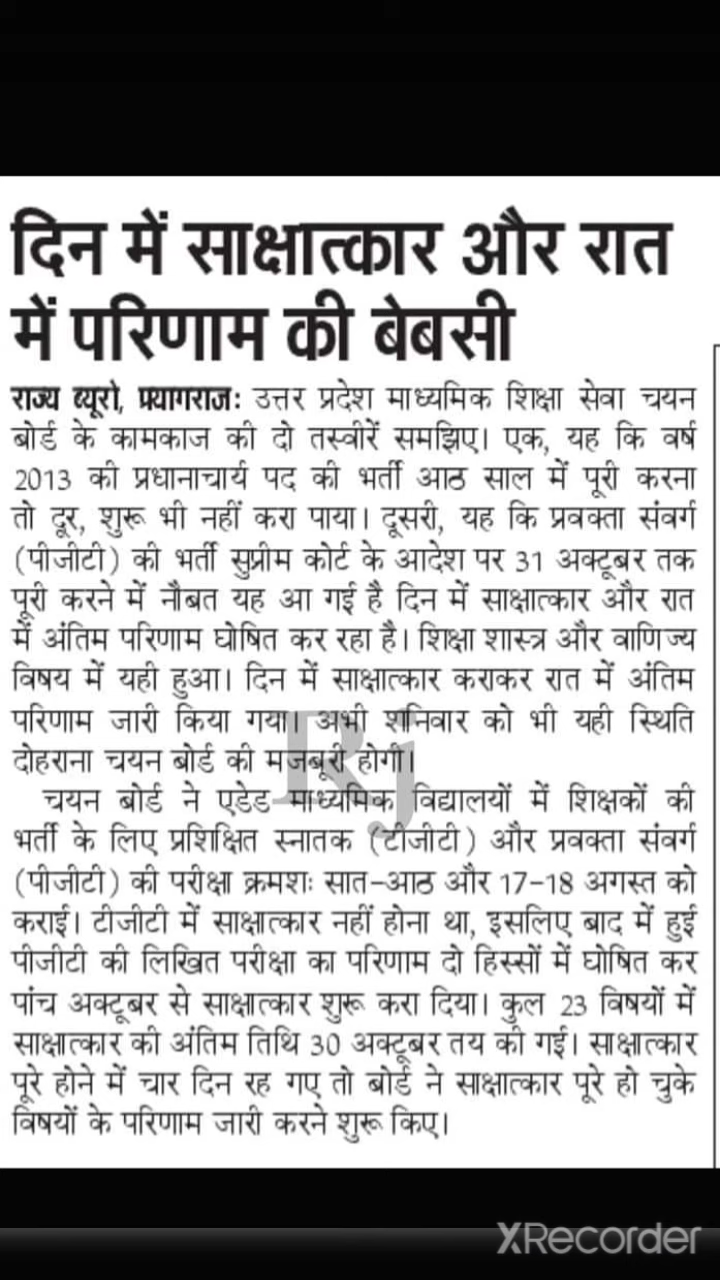 दिन में साक्षात्कार और रात
में परिणाम की बेबसी
राज्य ब्यूरो, प्रयागराज: उत्तर प्रदेश माध्यमिक शिक्षा सेवा चयन
बोर्ड के कामकाज की दो तस्वीरें समझिए। एक, यह कि वर्ष
2013 की प्रधानाचार्य पद की भर्ती आठ साल में पूरी करना
तो दूर, शुरू भी नहीं करा पाया। दूसरी, यह कि प्रवक्ता संवर्ग
(पीजीटी) की भर्ती सुप्रीम कोर्ट के आदेश पर 31 अक्टूबर तक
पूरी करने में नौबत यह आ गई है दिन में साक्षात्कार और रात
में अंतिम परिणाम घोषित कर रहा है। शिक्षा शास्त्र और वाणिज्य
विषय में यही हुआ। दिन में साक्षात्कार कराकर रात में अंतिम
परिणाम जारी किया गया। अभी शनिवार को भी यही स्थिति
दोहराना चयन बोर्ड की मजबूरी होगी।
Rj
चयन बोर्ड ने एडेड माध्यमिक विद्यालयों में शिक्षकों की
भर्ती के लिए प्रशिक्षित स्नातक (टीजीटी) और प्रवक्ता संवर्ग
(पीजीटी) की परीक्षा क्रमशः सात-आठ और 17-18 अगस्त को
कराई। टीजीटी में साक्षात्कार नहीं होना था, इसलिए बाद में हुई
पीजीटी की लिखित परीक्षा का परिणाम दो हिस्सों में घोषित कर
पांच अक्टूबर से साक्षात्कार शुरू करा दिया। कुल 23 विषयों में
साक्षात्कार की अंतिम तिथि 30 अक्टूबर तय की गई। साक्षात्कार
पूरे होने में चार दिन रह गए तो बोर्ड ने साक्षात्कार पूरे हो चुके
विषयों के परिणाम जारी करने शुरू किए।
XRecorder